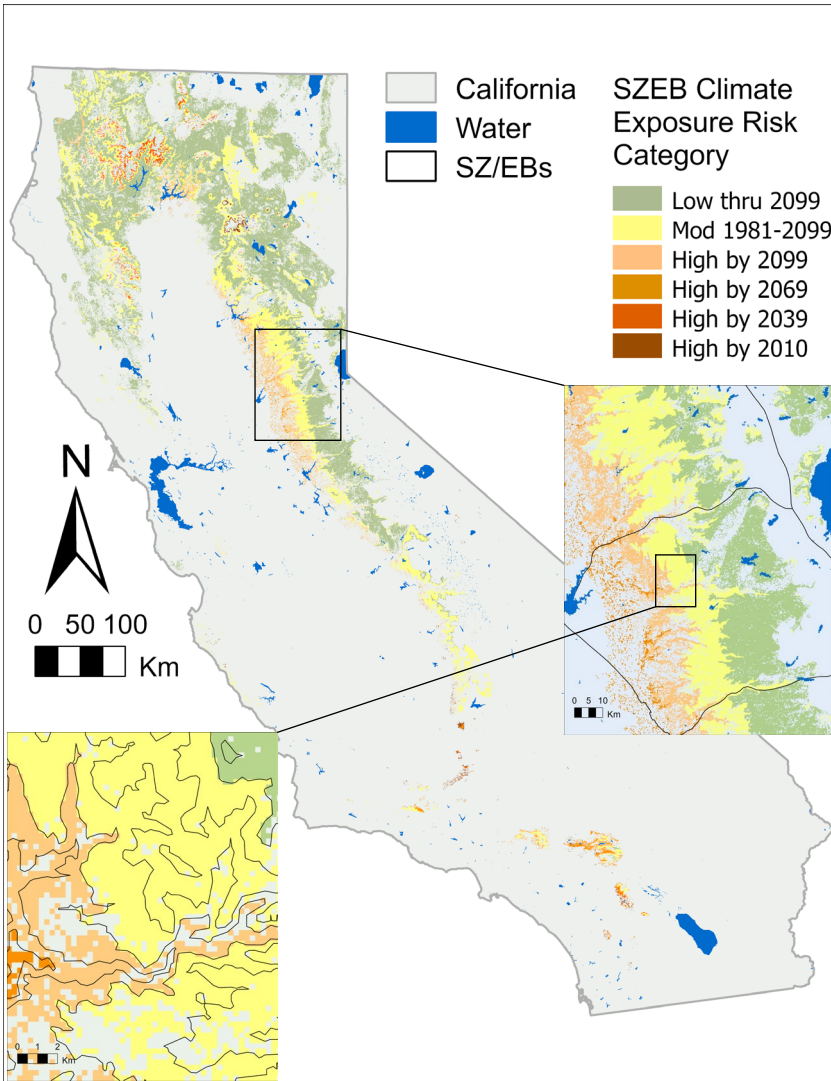 California
Water
SZ/EBs
SZEB Climate
Exposure Risk
Category
Low thru 2099
Mod 1981-2099
High by 2099
High by 2069
High by 2039
High by 2010
N
0 50 100
Km
0 5 10
Km
0 1 2
Km